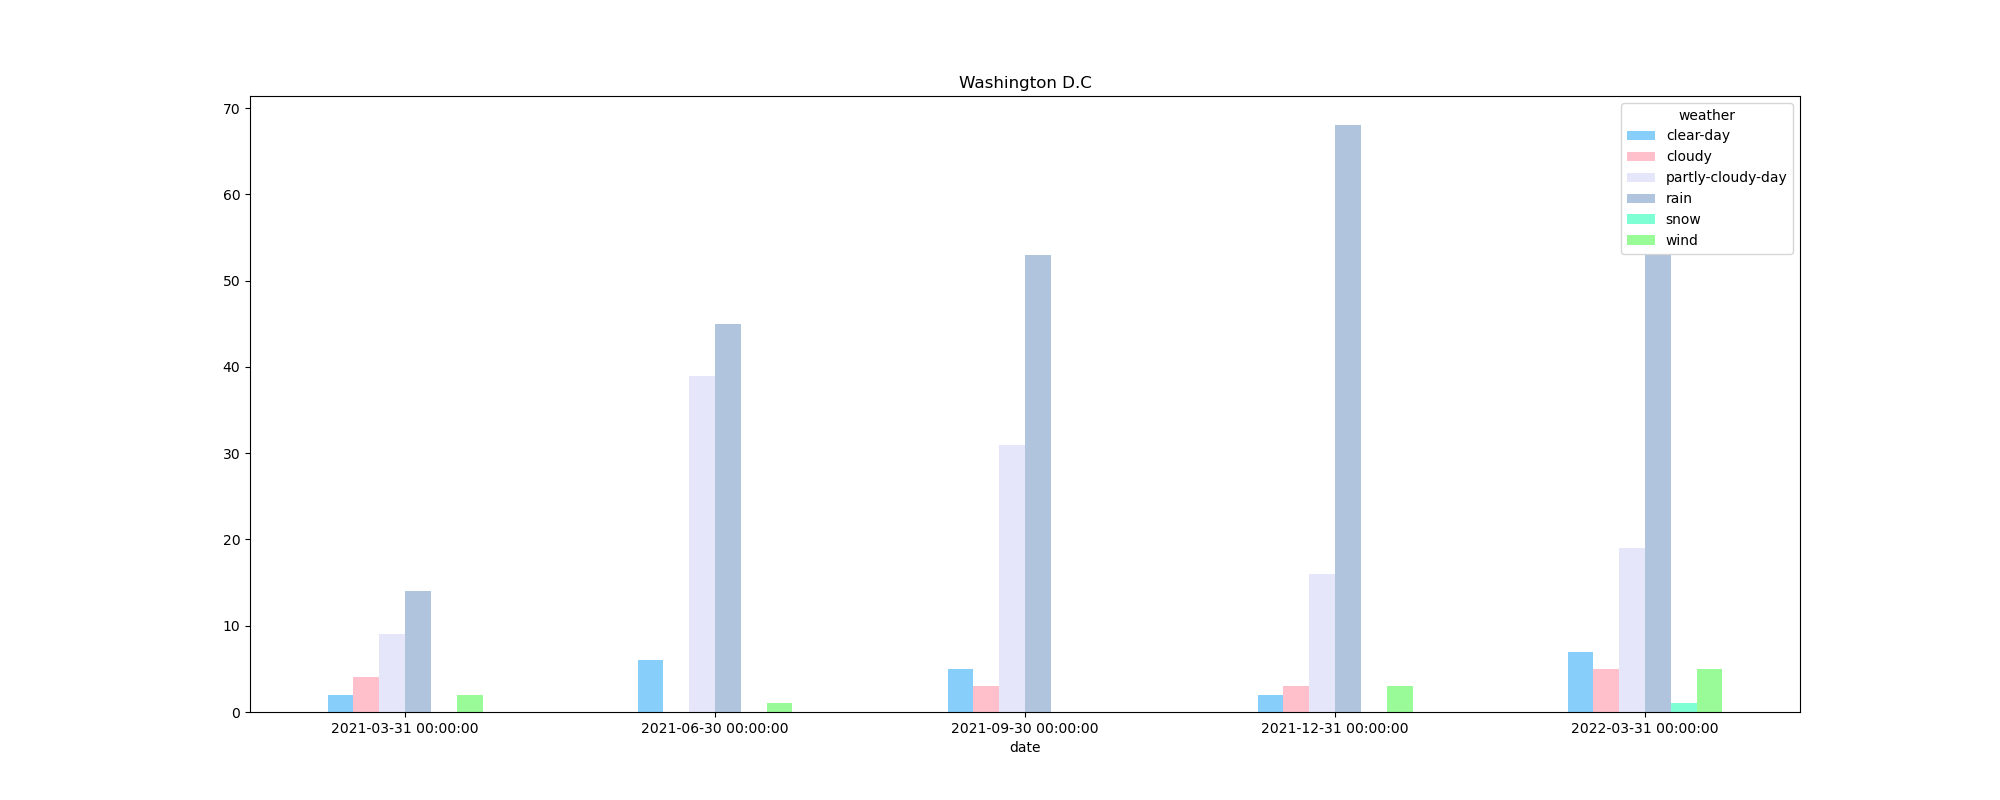 Washington D.C
70
60
50
40
30
20
10
0
weather
clear-day
cloudy
partly-cloudy-day
rain
snow
wind
2021-03-31 00:00:00
2021-06-30 00:00:00
2021-09-30 00:00:00
2021-12-31 00:00:00
2022-03-31 00:00:00
date